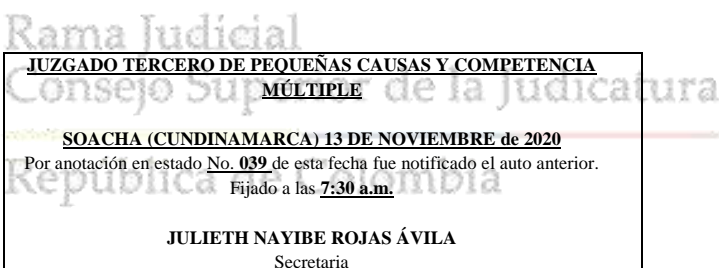 Rama Judicial
JUZGADO TERCERO DE PEQUEÑAS CAUSAS Y COMPETENCIA
MÚLTIPLE
Consejo Superior de la Judicatura
SOACHA (CUNDINAMARCA) 13 DE NOVIEMBRE de 2020
Por anotación en estado No. 039 de esta fecha fue notificado el auto anterior.
República de Colombia
Fijado a las 7:30 a.m.
JULIETH NAYIBE ROJAS ÁVILA
Secretaria